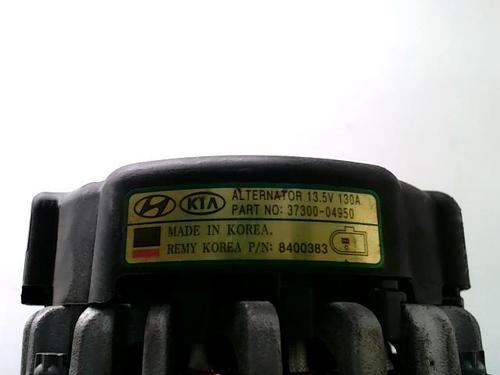 KIA
ALTERNATOR 13.5V 130A
PART NO: 37300-04950
MADE IN KOREA.
REMY KOREA P/N: 8400383